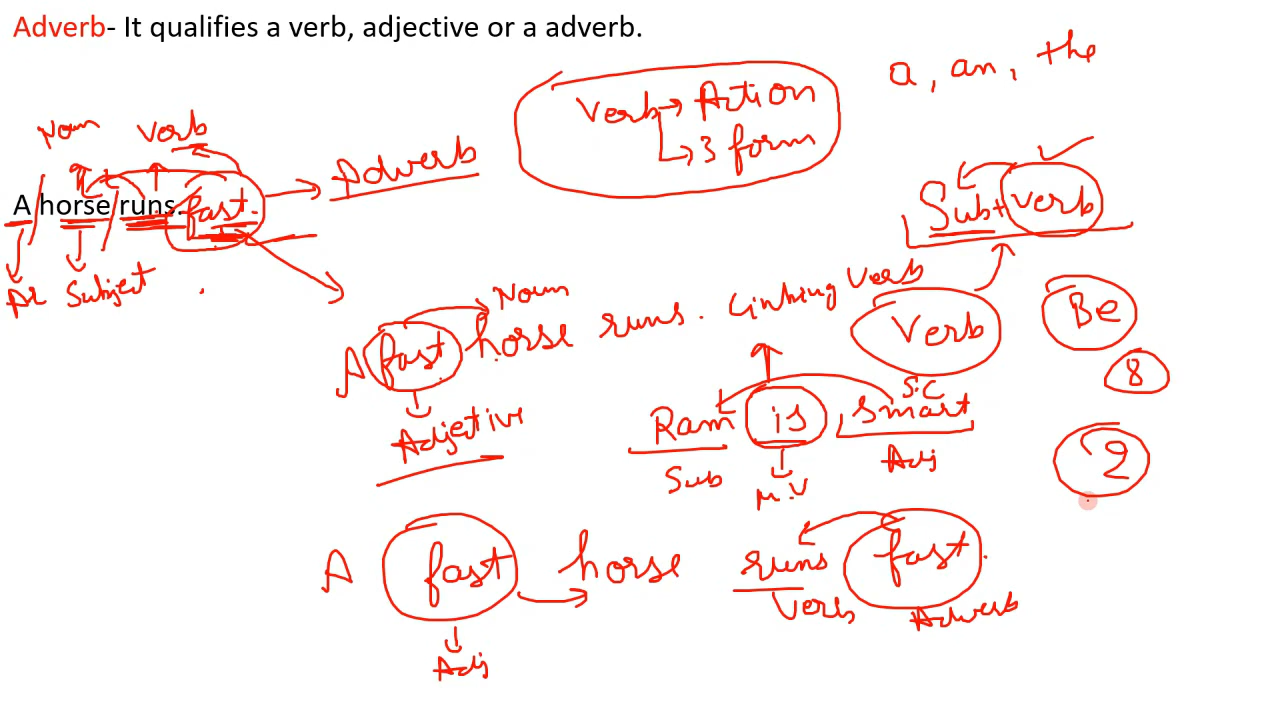 Adverb- It qualifies a verb, adjective or a adverb.
a, an, the
Verb → Action
↳ 3 form
Noun Verb
Adverb
A horse runs. fast.
Sub + verb
Subject
Noun
Linking Verb
A fast horse runs.
Verb
Be
8
S.C
Ram is smart
Adjective
Sub
M.V
Adj
2
A fast horse runs fast.
Verb
Adverb
Adj